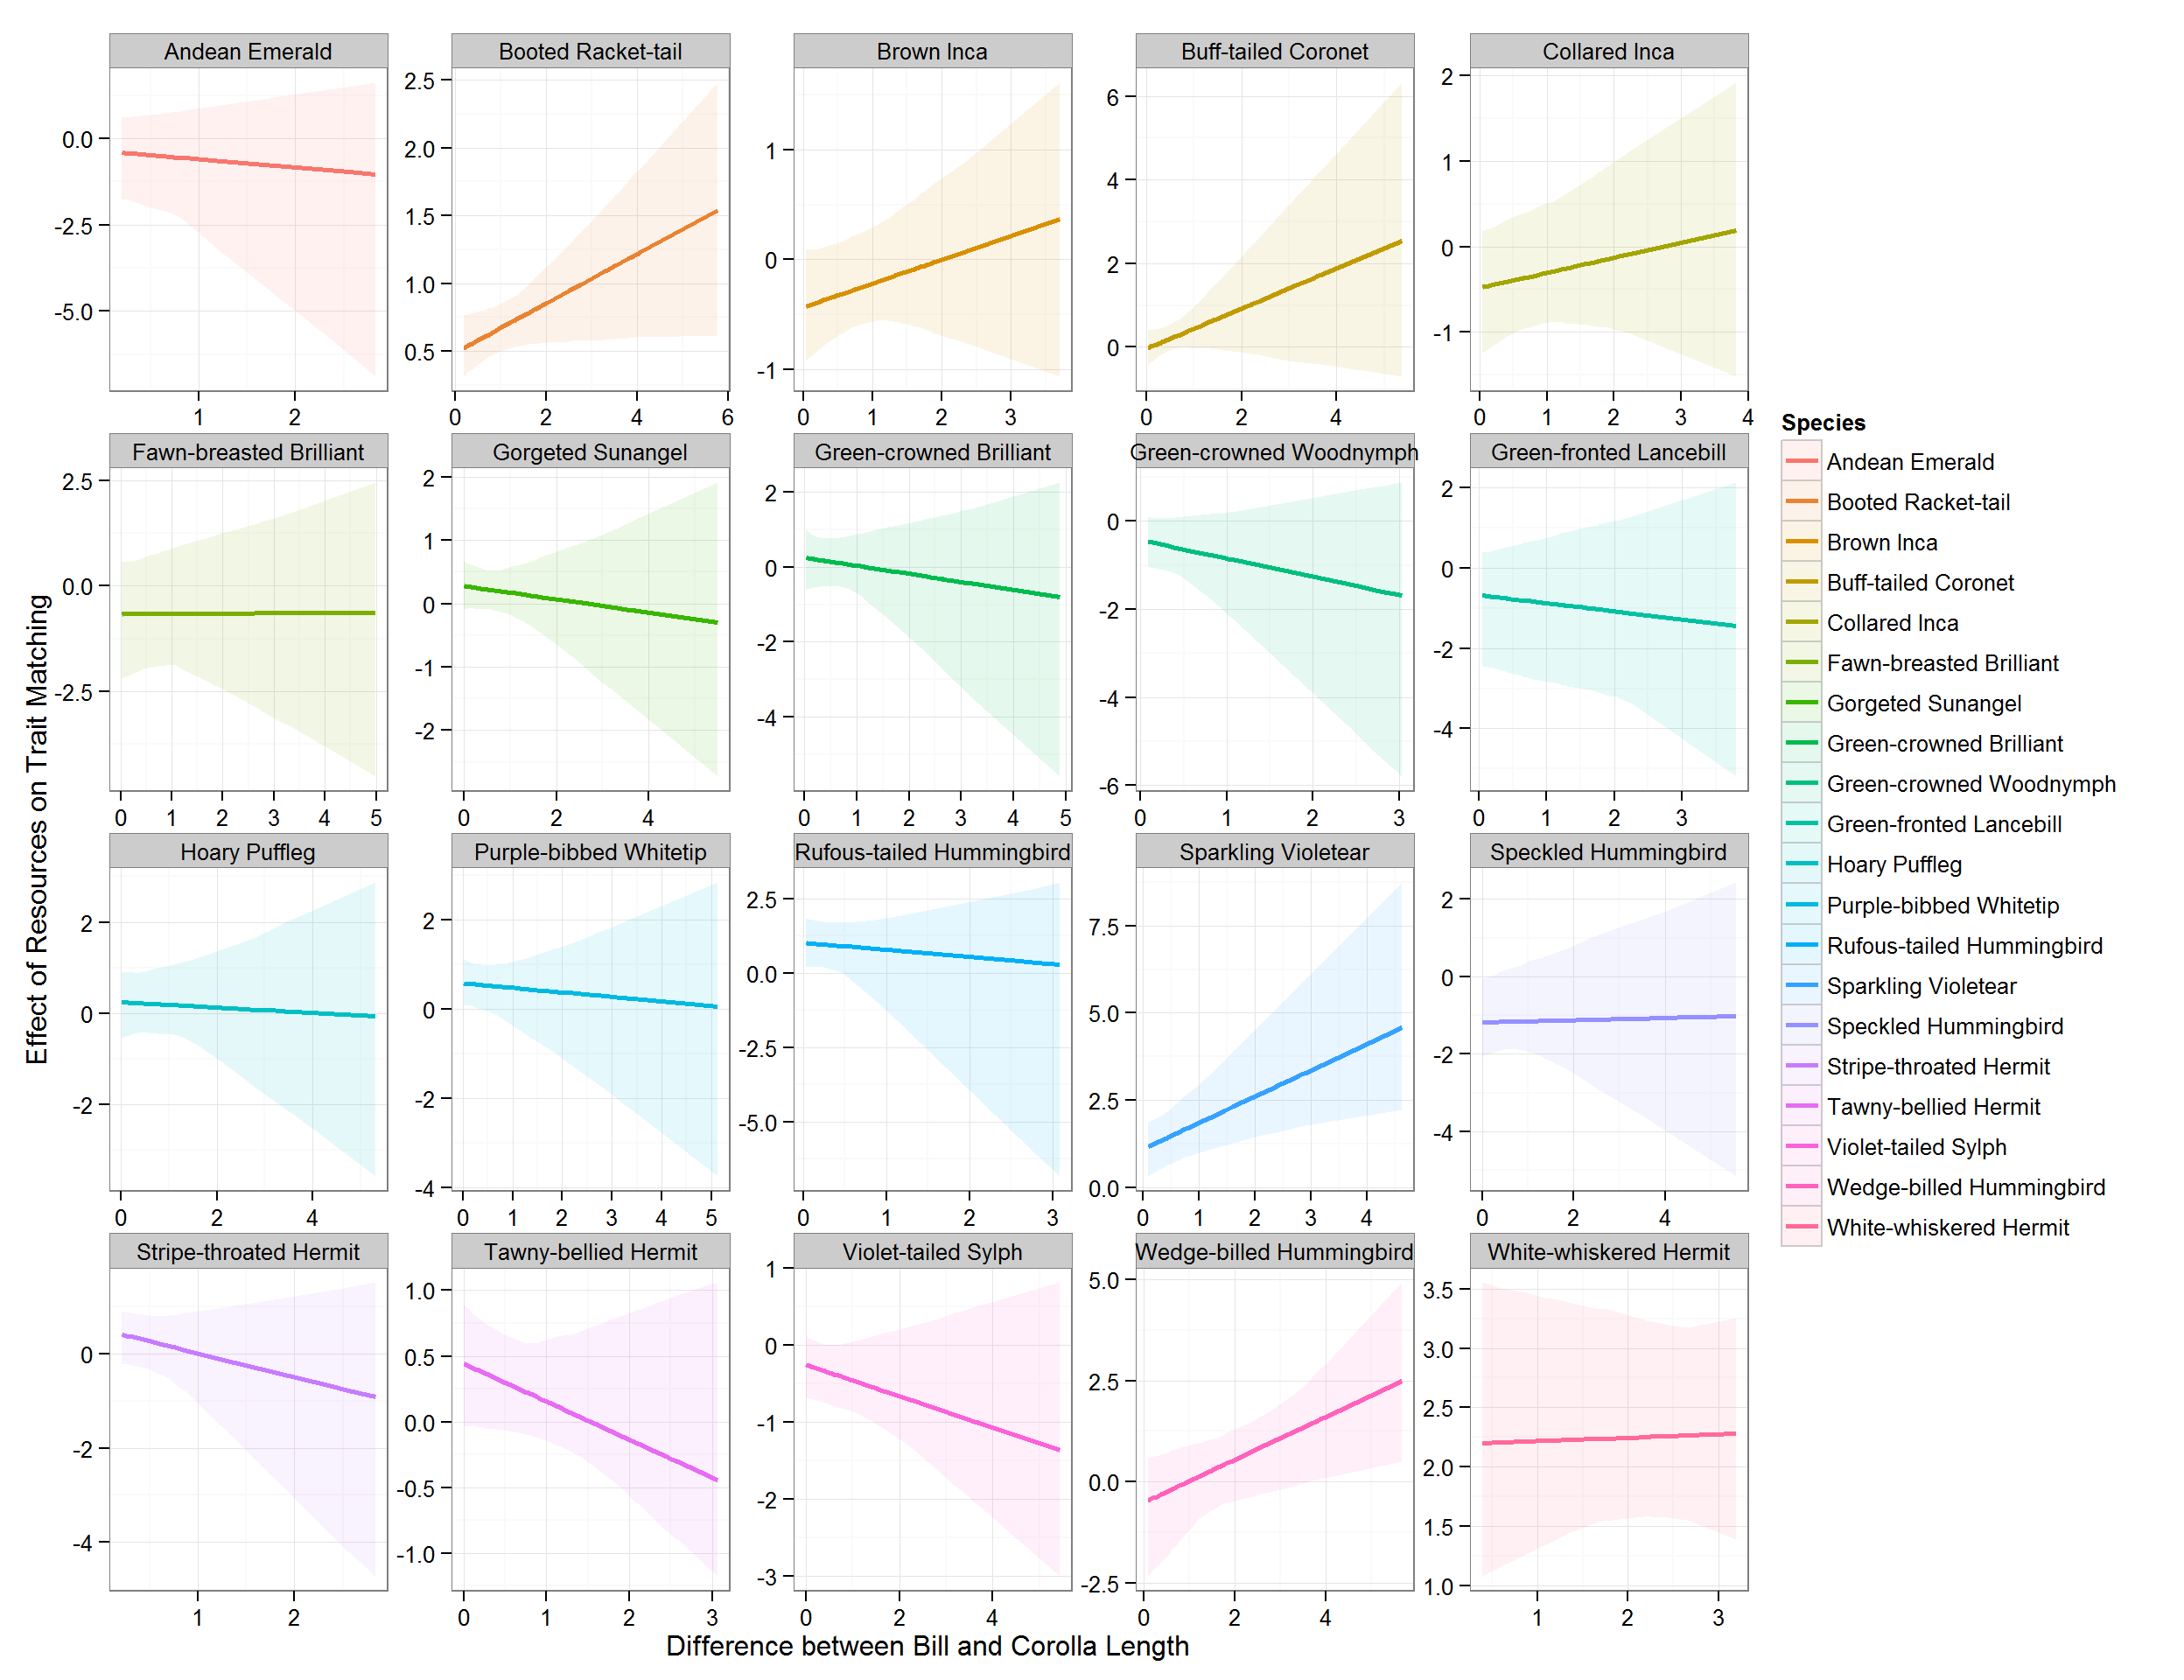 Andean Emerald
Booted Racket-tail
Brown Inca
Buff-tailed Coronet
Collared Inca
0.0
-2.5
-5.0
1 2
2.5
2.0
1.5
1.0
0.5
0 2 4 6
1
0
-1
0 1 2 3
6
4
2
0
0 2 4
2
1
0
-1
0 1 2 3 4
Fawn-breasted Brilliant
Gorgeted Sunangel
Green-crowned Brilliant
Green-crowned Woodnymph
Green-fronted Lancebill
2.5
0.0
-2.5
0 1 2 3 4 5
2
1
0
-1
-2
0 2 4
2
0
-2
-4
0 1 2 3 4 5
0
-2
-4
-6
0 1 2 3
2
0
-2
-4
0 1 2 3
Hoary Puffleg
Purple-bibbed Whitetip
Rufous-tailed Hummingbird
Sparkling Violetear
Speckled Hummingbird
2
0
-2
0 2 4
2
0
-2
-4
0 1 2 3 4 5
2.5
0.0
-2.5
-5.0
0 1 2 3
7.5
5.0
2.5
0.0
0 1 2 3 4
2
0
-2
-4
0 2 4
Stripe-throated Hermit
Tawny-bellied Hermit
Violet-tailed Sylph
Wedge-billed Hummingbird
White-whiskered Hermit
0
-2
-4
1 2
1.0
0.5
0.0
-0.5
-1.0
0 1 2 3
1
0
-1
-2
-3
0 2 4
5.0
2.5
0.0
-2.5
0 2 4
3.5
3.0
2.5
2.0
1.5
1.0
1 2 3
Effect of Resources on Trait Matching
Difference between Bill and Corolla Length
Species
Andean Emerald
Booted Racket-tail
Brown Inca
Buff-tailed Coronet
Collared Inca
Fawn-breasted Brilliant
Gorgeted Sunangel
Green-crowned Brilliant
Green-crowned Woodnymph
Green-fronted Lancebill
Hoary Puffleg
Purple-bibbed Whitetip
Rufous-tailed Hummingbird
Sparkling Violetear
Speckled Hummingbird
Stripe-throated Hermit
Tawny-bellied Hermit
Violet-tailed Sylph
Wedge-billed Hummingbird
White-whiskered Hermit